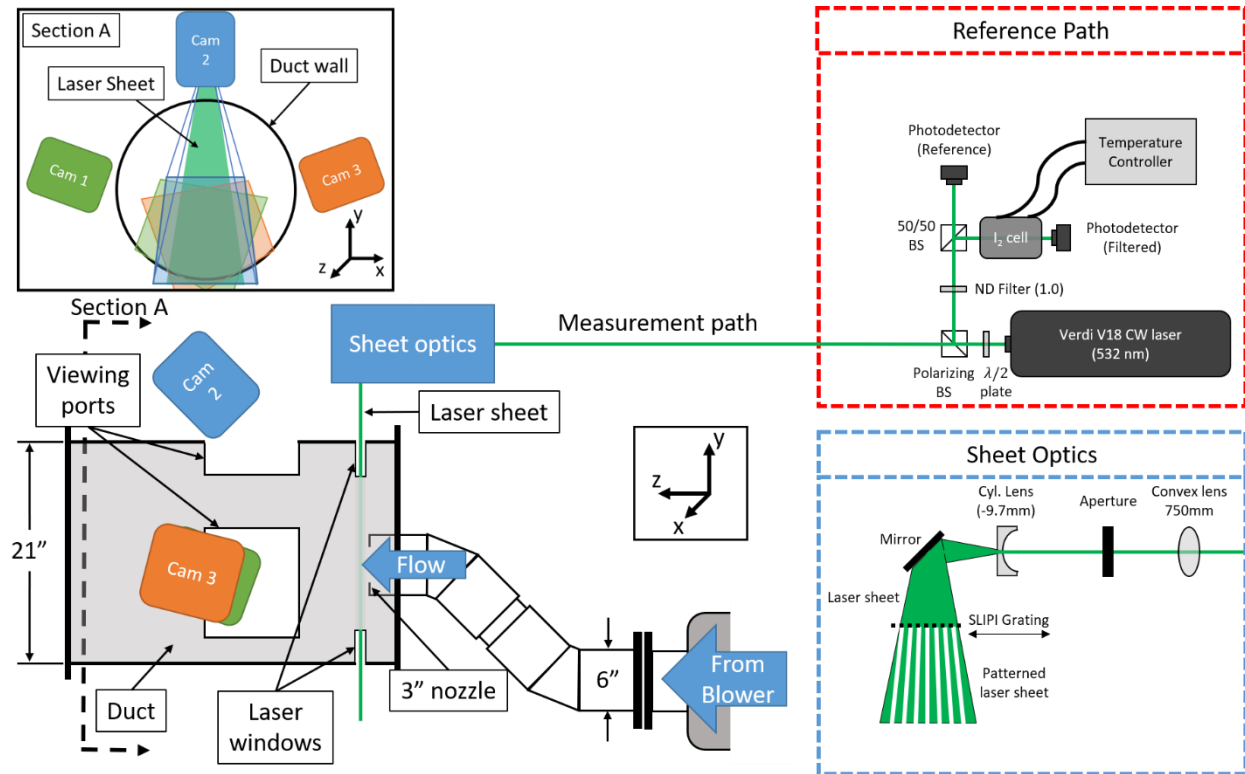 Section A
Cam
2
Duct wall
Laser Sheet
Cam 1
Cam 3
y
z
x
Section A
Viewing
ports
Cam
2
Sheet optics
Measurement path
Laser sheet
y
z
x
21”
Cam 3
Flow
Duct
Laser
windows
3” nozzle
6”
From
Blower
Reference Path
Photodetector
(Reference)
Temperature
Controller
50/50
BS
I₂ cell
Photodetector
(Filtered)
ND Filter (1.0)
Verdi V18 CW laser
(532 nm)
Polarizing
BS
λ/2
plate
Sheet Optics
Cyl. Lens
(-9.7mm)
Aperture
Convex lens
750mm
Mirror
Laser sheet
SLIPI Grating
Patterned
laser sheet